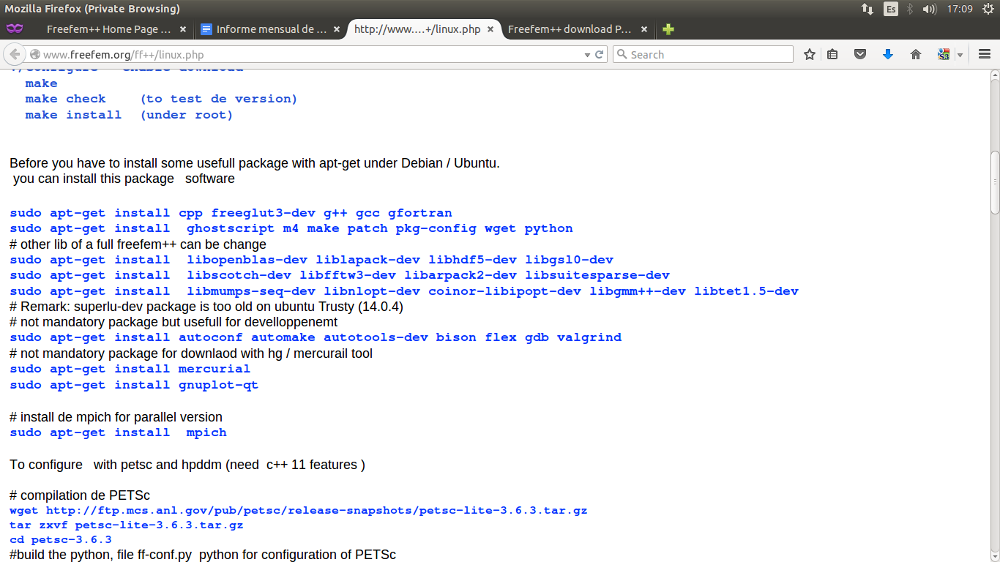 Mozilla Firefox (Private Browsing)
Es
17:09
Freefem++ Home Page ...
Informe mensual de ...
http://www....+/linux.php
Freefem++ download P...
www.freefem.org/ff++/linux.php
Search
make
make check (to test de version)
make install (under root)
Before you have to install some usefull package with apt-get under Debian / Ubuntu.
you can install this package software
sudo apt-get install cpp freeglut3-dev g++ gcc gfortran
sudo apt-get install ghostscript m4 make patch pkg-config wget python
# other lib of a full freefem++ can be change
sudo apt-get install libopenblas-dev liblapack-dev libhdf5-dev libgsl0-dev
sudo apt-get install libscotch-dev libfftw3-dev libarpack2-dev libsuitesparse-dev
sudo apt-get install libmumps-seq-dev libnlopt-dev coinor-libipopt-dev libgmm++-dev libtet1.5-dev
# Remark: superlu-dev package is too old on ubuntu Trusty (14.0.4)
# not mandatory package but usefull for develloppenemt
sudo apt-get install autoconf automake autotools-dev bison flex gdb valgrind
# not mandatory package for downlaod with hg / mercurail tool
sudo apt-get install mercurial
sudo apt-get install gnuplot-qt
# install de mpich for parallel version
sudo apt-get install mpich
To configure with petsc and hpddm (need c++ 11 features )
# compilation de PETSc
wget http://ftp.mcs.anl.gov/pub/petsc/release-snapshots/petsc-lite-3.6.3.tar.gz
tar zxvf petsc-lite-3.6.3.tar.gz
cd petsc-3.6.3
#build the python, file ff-conf.py python for configuration of PETSc